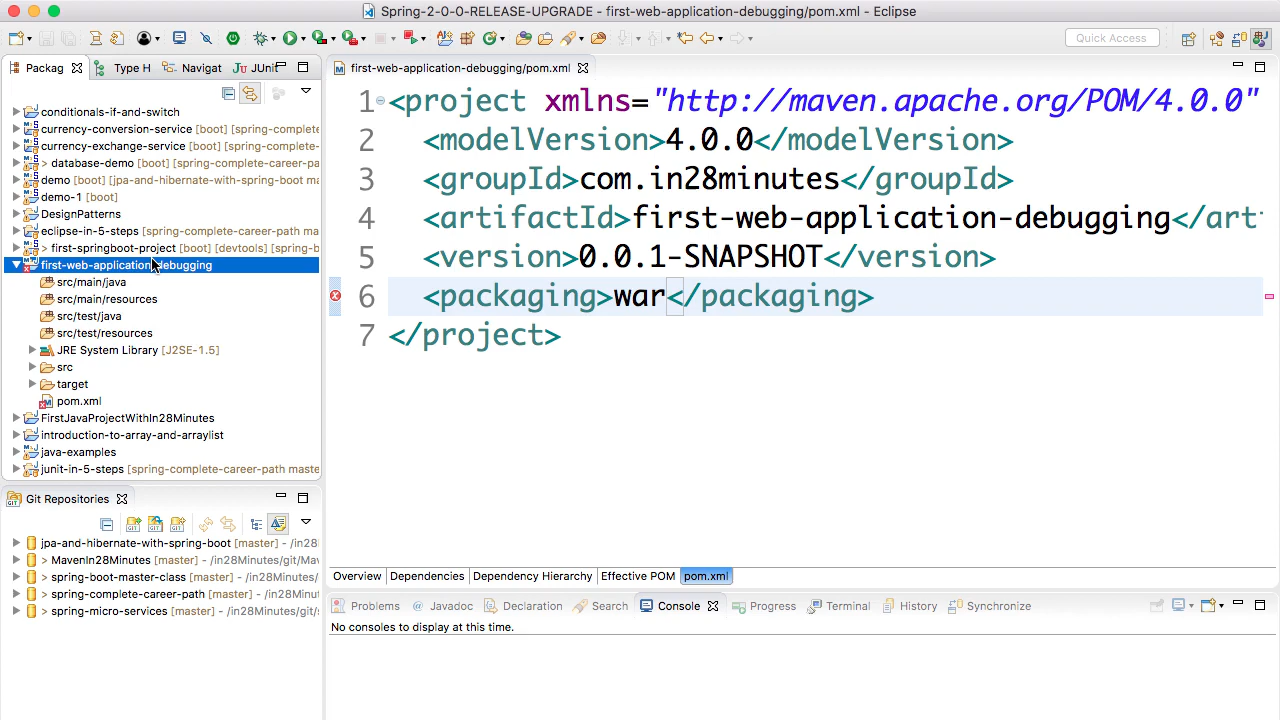 Spring-2-0-0-RELEASE-UPGRADE - first-web-application-debugging/pom.xml - Eclipse
Quick Access
Packag
Type H
Navigat
JUnit
conditionals-if-and-switch
currency-conversion-service [boot] [spring-complete
currency-exchange-service [boot] [spring-complete-
> database-demo [boot] [spring-complete-career-pa
demo [boot] [jpa-and-hibernate-with-spring-boot ma
demo-1 [boot]
DesignPatterns
eclipse-in-5-steps [spring-complete-career-path mas
> first-springboot-project [boot] [devtools] [spring-b
first-web-application-debugging
src/main/java
src/main/resources
src/test/java
src/test/resources
JRE System Library [J2SE-1.5]
src
target
pom.xml
FirstJavaProjectWithIn28Minutes
introduction-to-array-and-arraylist
java-examples
junit-in-5-steps [spring-complete-career-path master
Git Repositories
jpa-and-hibernate-with-spring-boot [master] - /in28
> MavenIn28Minutes [master] - /in28Minutes/git/Mav
> spring-boot-master-class [master] - /in28Minutes/
> spring-complete-career-path [master] - /in28Minut
> spring-micro-services [master] - /in28Minutes/git/s
first-web-application-debugging/pom.xml
1 <project xmlns="http://maven.apache.org/POM/4.0.0"
2 <modelVersion>4.0.0</modelVersion>
3 <groupId>com.in28minutes</groupId>
4 <artifactId>first-web-application-debugging</arti
5 <version>0.0.1-SNAPSHOT</version>
6 <packaging>war</packaging>
7 </project>
Overview Dependencies Dependency Hierarchy Effective POM pom.xml
Problems @ Javadoc Declaration Search Console Progress Terminal History Synchronize
No consoles to display at this time.